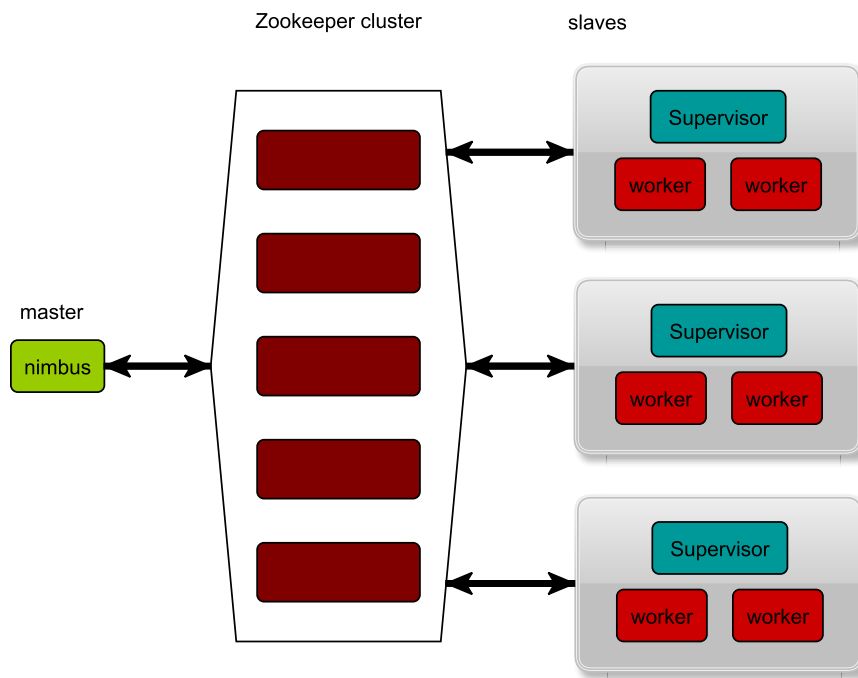 Zookeeper cluster
slaves
master
nimbus
Supervisor
worker
worker
Supervisor
worker
worker
Supervisor
worker
worker